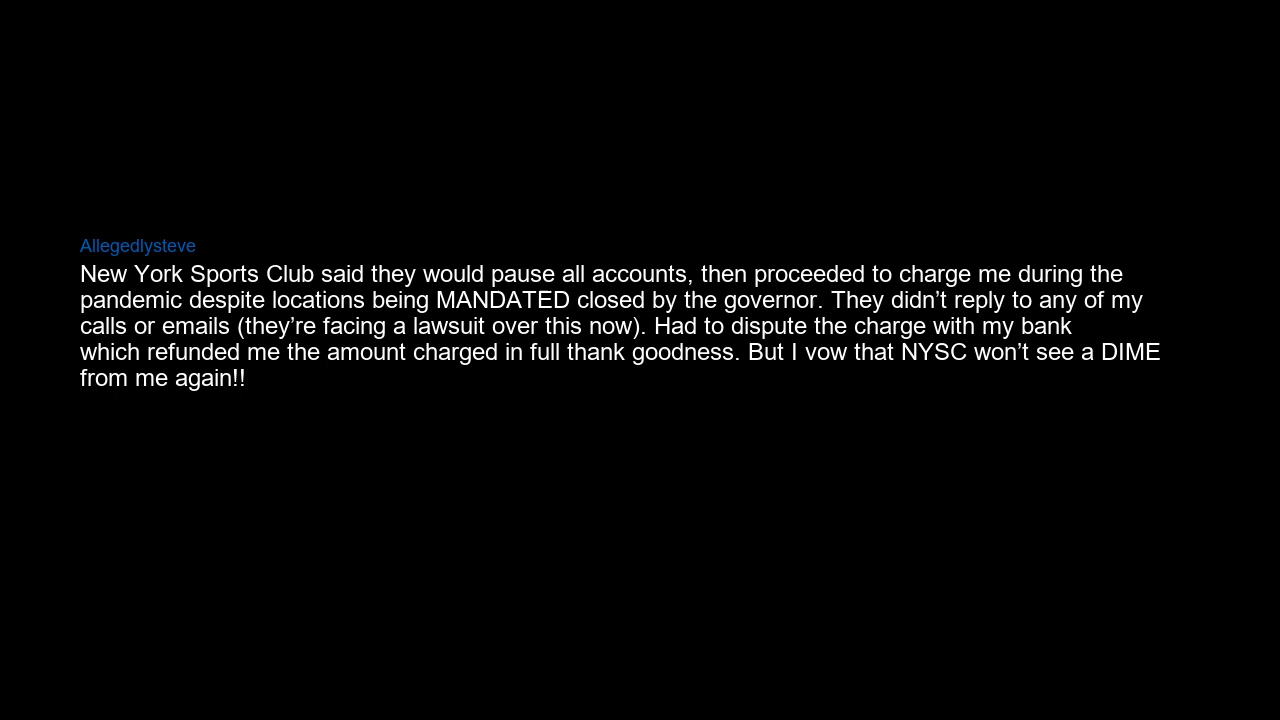 Allegedlysteve
New York Sports Club said they would pause all accounts, then proceeded to charge me during the
pandemic despite locations being MANDATED closed by the governor. They didn’t reply to any of my
calls or emails (they’re facing a lawsuit over this now). Had to dispute the charge with my bank
which refunded me the amount charged in full thank goodness. But I vow that NYSC won’t see a DIME
from me again!!